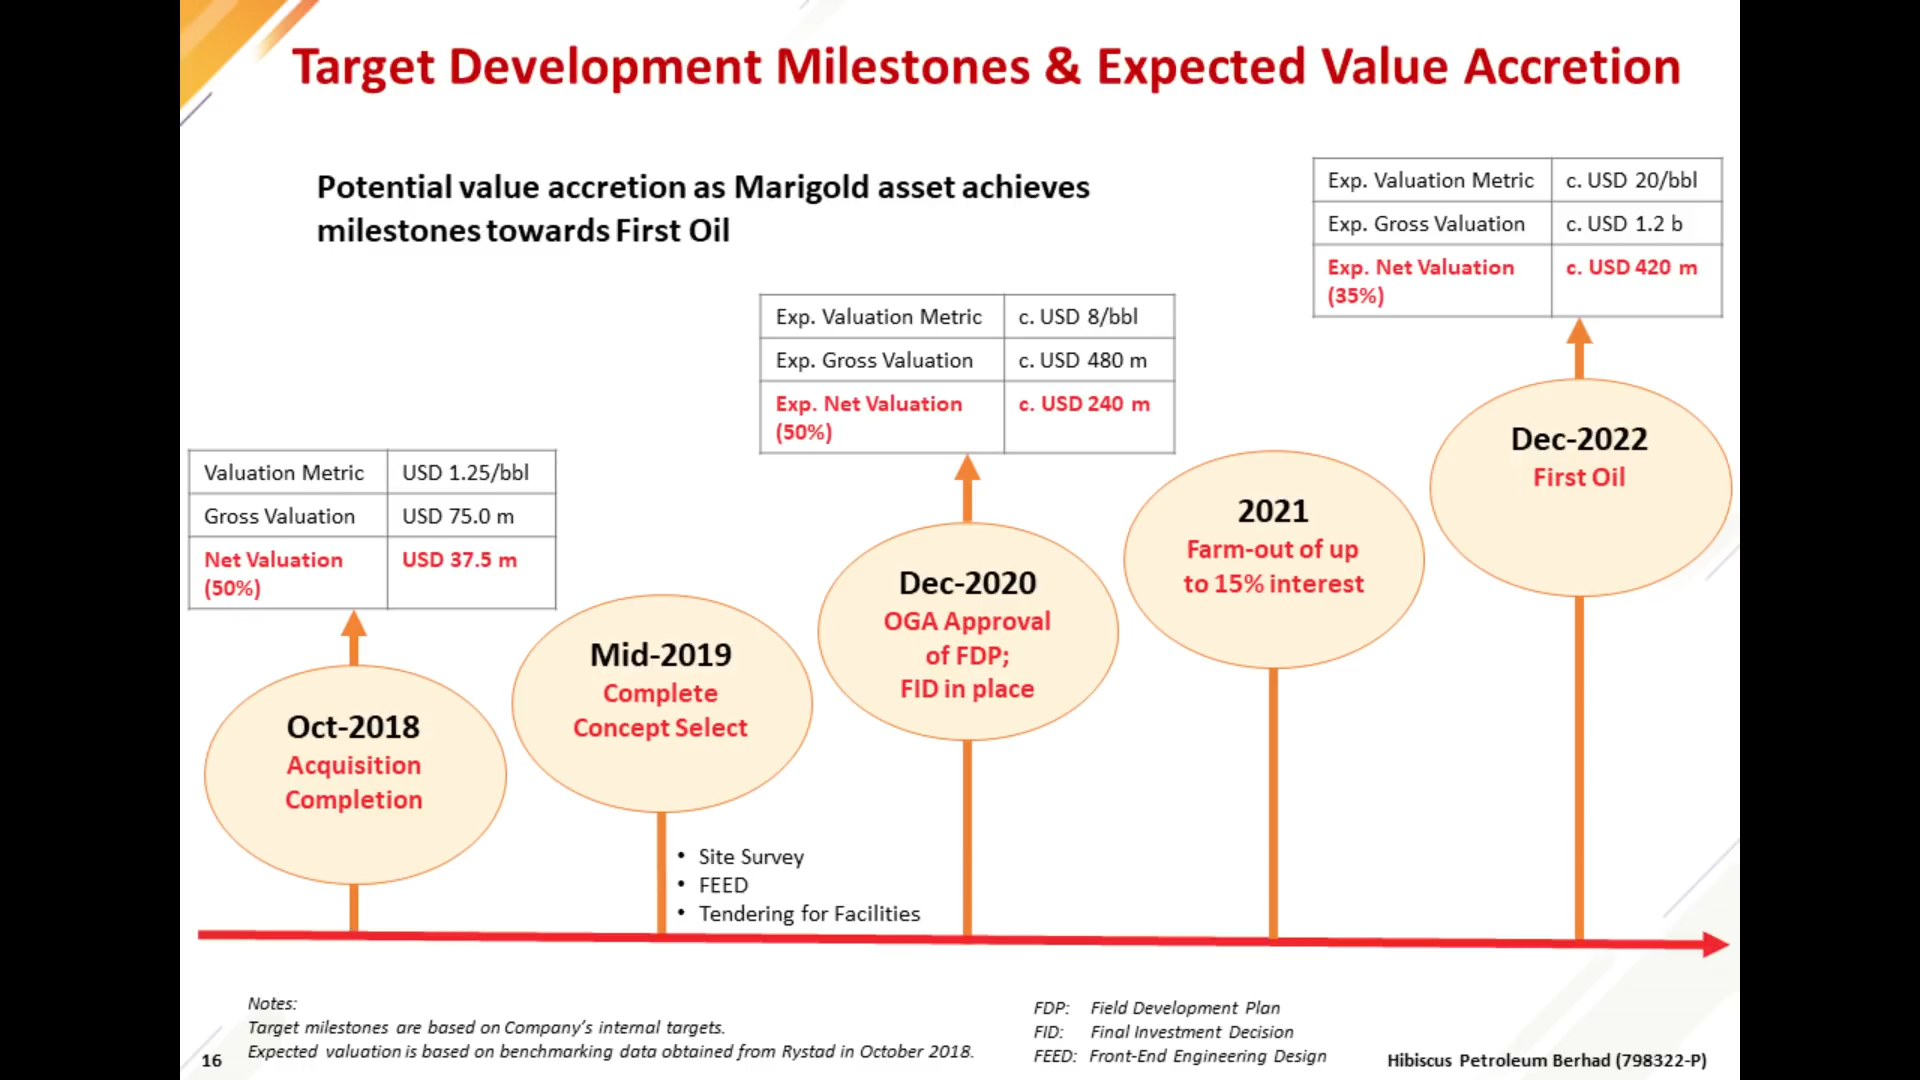 Target Development Milestones & Expected Value Accretion
Potential value accretion as Marigold asset achieves
milestones towards First Oil
Exp. Valuation Metric c. USD 20/bbl
Exp. Gross Valuation c. USD 1.2 b
Exp. Net Valuation c. USD 420 m
(35%)
Exp. Valuation Metric c. USD 8/bbl
Exp. Gross Valuation c. USD 480 m
Exp. Net Valuation c. USD 240 m
(50%)
Valuation Metric USD 1.25/bbl
Gross Valuation USD 75.0 m
Net Valuation USD 37.5 m
(50%)
Oct-2018
Acquisition
Completion
Mid-2019
Complete
Concept Select
Dec-2020
OGA Approval
of FDP;
FID in place
2021
Farm-out of up
to 15% interest
Dec-2022
First Oil
• Site Survey
• FEED
• Tendering for Facilities
Notes:
Target milestones are based on Company's internal targets.
Expected valuation is based on benchmarking data obtained from Rystad in October 2018.
FDP: Field Development Plan
FID: Final Investment Decision
FEED: Front-End Engineering Design
16
Hibiscus Petroleum Berhad (798322-P)